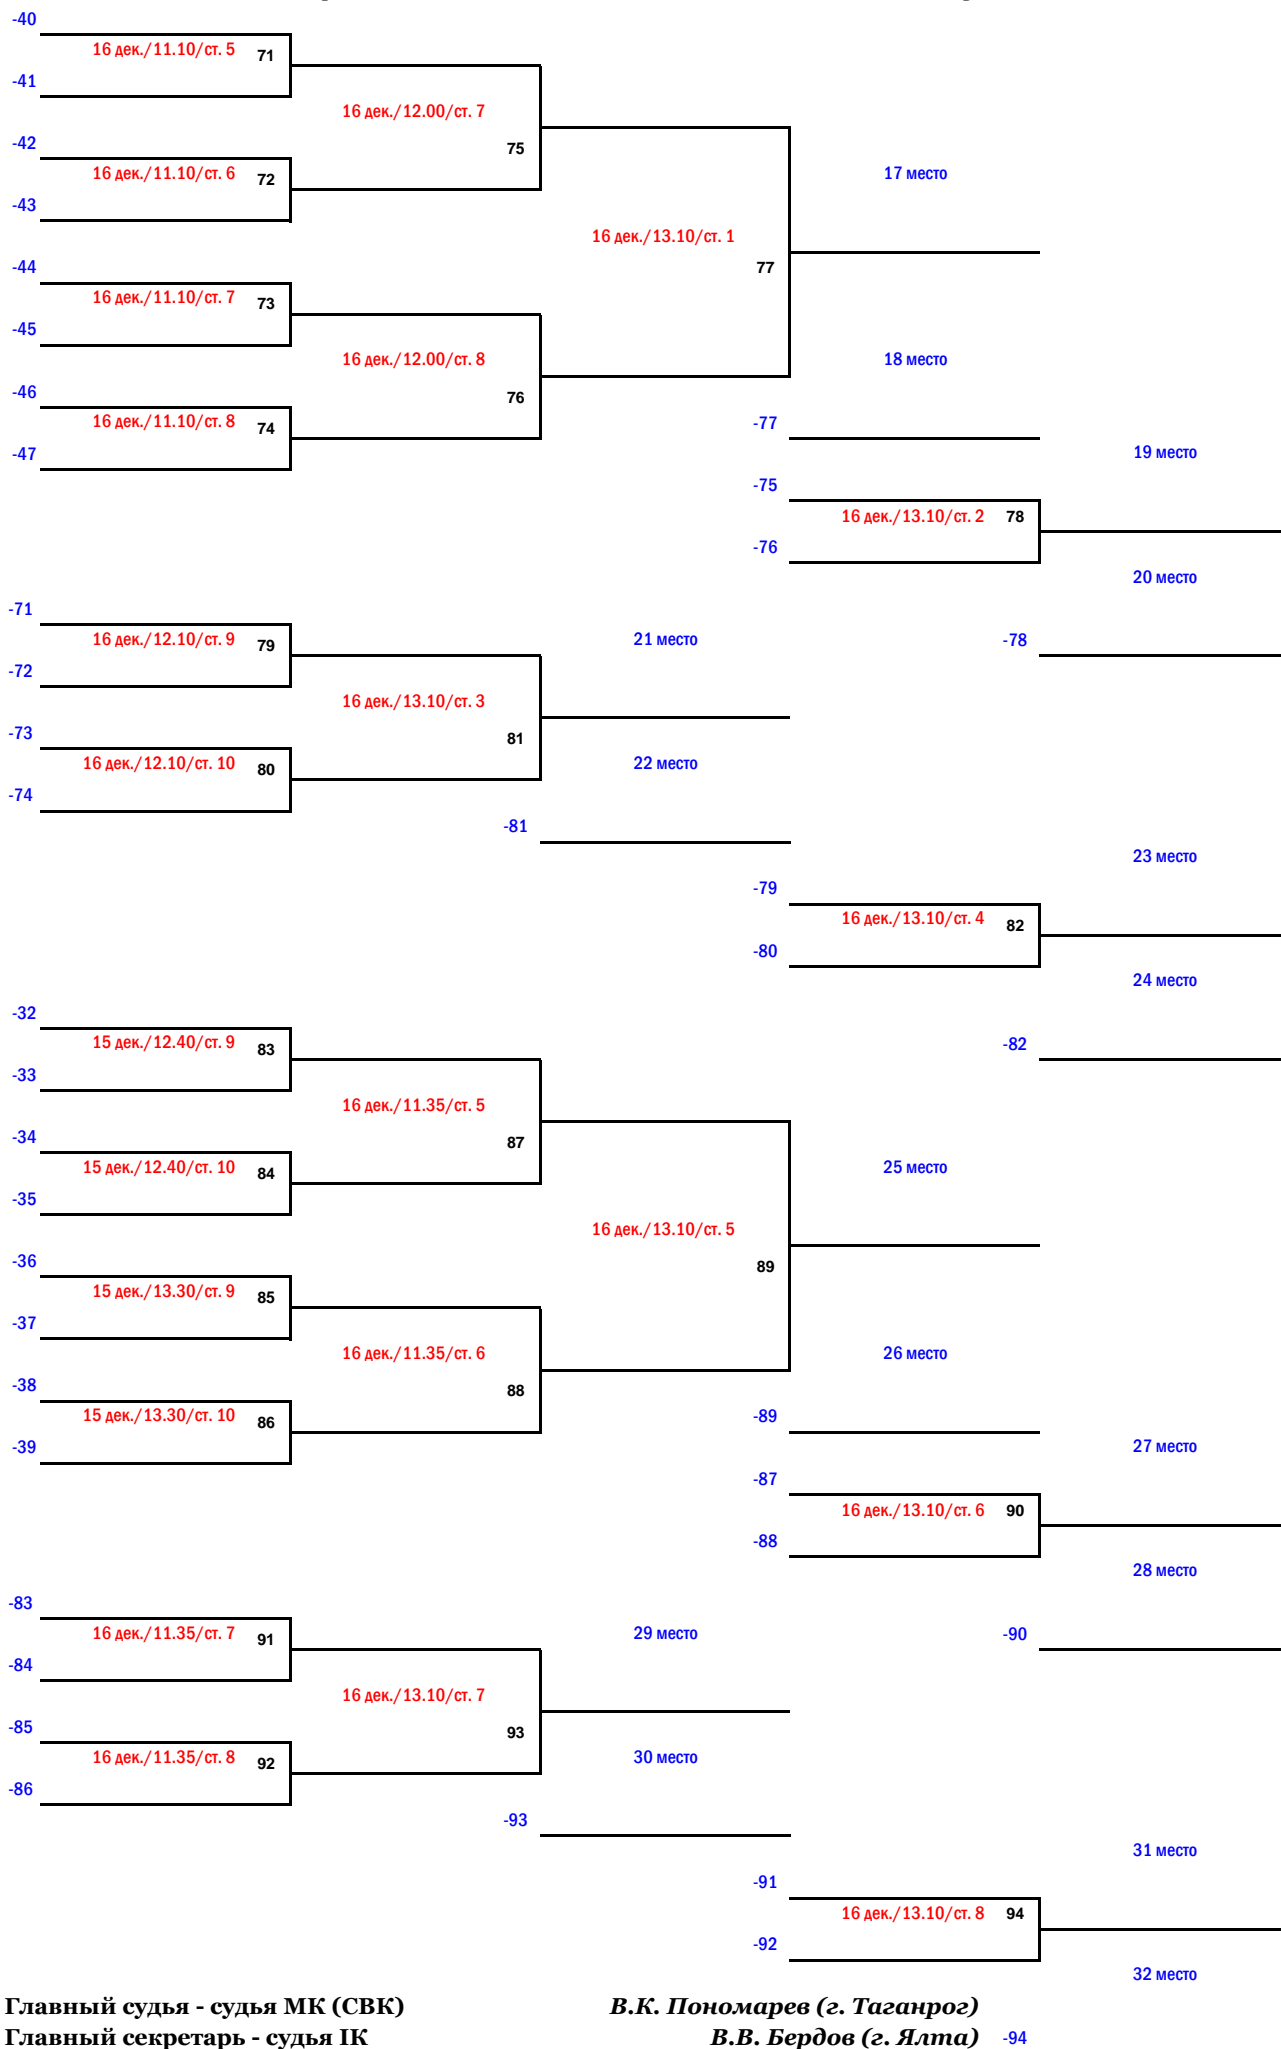 -40
16 дек./11.10/ст. 5 71
-41
16 дек./12.00/ст. 7
-42
75
16 дек./11.10/ст. 6 72
17 место
-43
16 дек./13.10/ст. 1
-44
77
16 дек./11.10/ст. 7 73
-45
16 дек./12.00/ст. 8
18 место
-46
76
16 дек./11.10/ст. 8 74
-77
-47
19 место
-75
16 дек./13.10/ст. 2 78
-76
20 место
-71
16 дек./12.10/ст. 9 79
21 место
-78
-72
16 дек./13.10/ст. 3
-73
81
16 дек./12.10/ст. 10 80
22 место
-74
-81
23 место
-79
16 дек./13.10/ст. 4 82
-80
24 место
-32
15 дек./12.40/ст. 9 83
-82
-33
16 дек./11.35/ст. 5
-34
87
15 дек./12.40/ст. 10 84
25 место
-35
16 дек./13.10/ст. 5
-36
89
15 дек./13.30/ст. 9 85
-37
16 дек./11.35/ст. 6
26 место
-38
88
15 дек./13.30/ст. 10 86
-89
-39
27 место
-87
16 дек./13.10/ст. 6 90
-88
28 место
-83
16 дек./11.35/ст. 7 91
29 место
-90
-84
16 дек./13.10/ст. 7
-85
93
16 дек./11.35/ст. 8 92
30 место
-86
-93
31 место
-91
16 дек./13.10/ст. 8 94
-92
32 место
Главный судья - судья МК (СВК) В.К. Пономарев (г. Таганрог)
Главный секретарь - судья IК В.В. Бердов (г. Ялта) -94